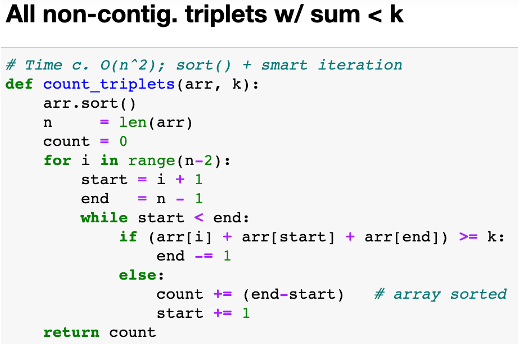 All non-contig. triplets w/ sum < k
# Time c. O(n^2); sort() + smart iteration
def count_triplets(arr, k):
    arr.sort()
    n     = len(arr)
    count = 0
    for i in range(n-2):
        start = i + 1
        end   = n - 1
        while start < end:
            if (arr[i] + arr[start] + arr[end]) >= k:
                end -= 1
            else:
                count += (end-start)   # array sorted
                start += 1
    return count